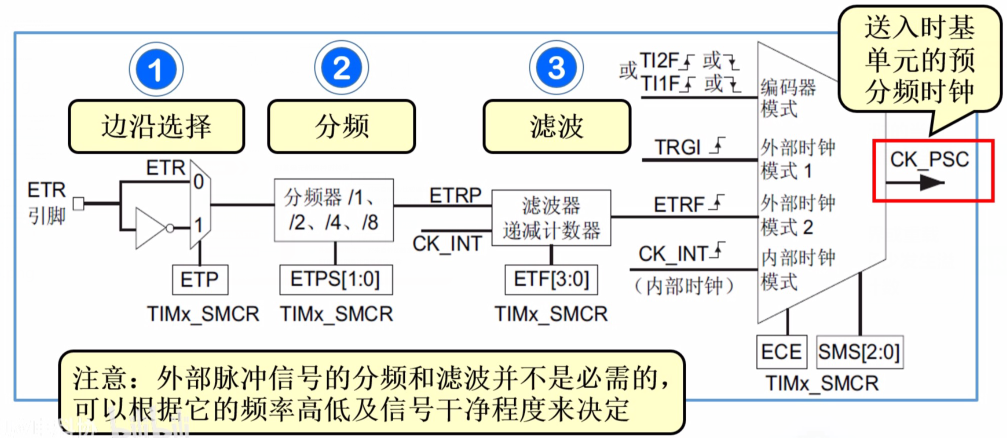 1
2
3
边沿选择
分频
滤波
送入时基
单元的预
分频时钟
ETR
引脚
ETR
0
1
ETP
TIMx_SMCR
分频器 /1、
/2、/4、/8
ETPS[1:0]
TIMx_SMCR
ETRP
CK_INT
滤波器
递减计数器
ETF[3:0]
TIMx_SMCR
或
TI2F 或
TI1F 或
编码器
模式
TRGI
外部时钟
模式 1
ETRF
外部时钟
模式 2
CK_INT
(内部时钟)
内部时钟
模式
CK_PSC
ECE
SMS[2:0]
TIMx_SMCR
注意：外部脉冲信号的分频和滤波并不是必需的，
可以根据它的频率高低及信号干净程度来决定